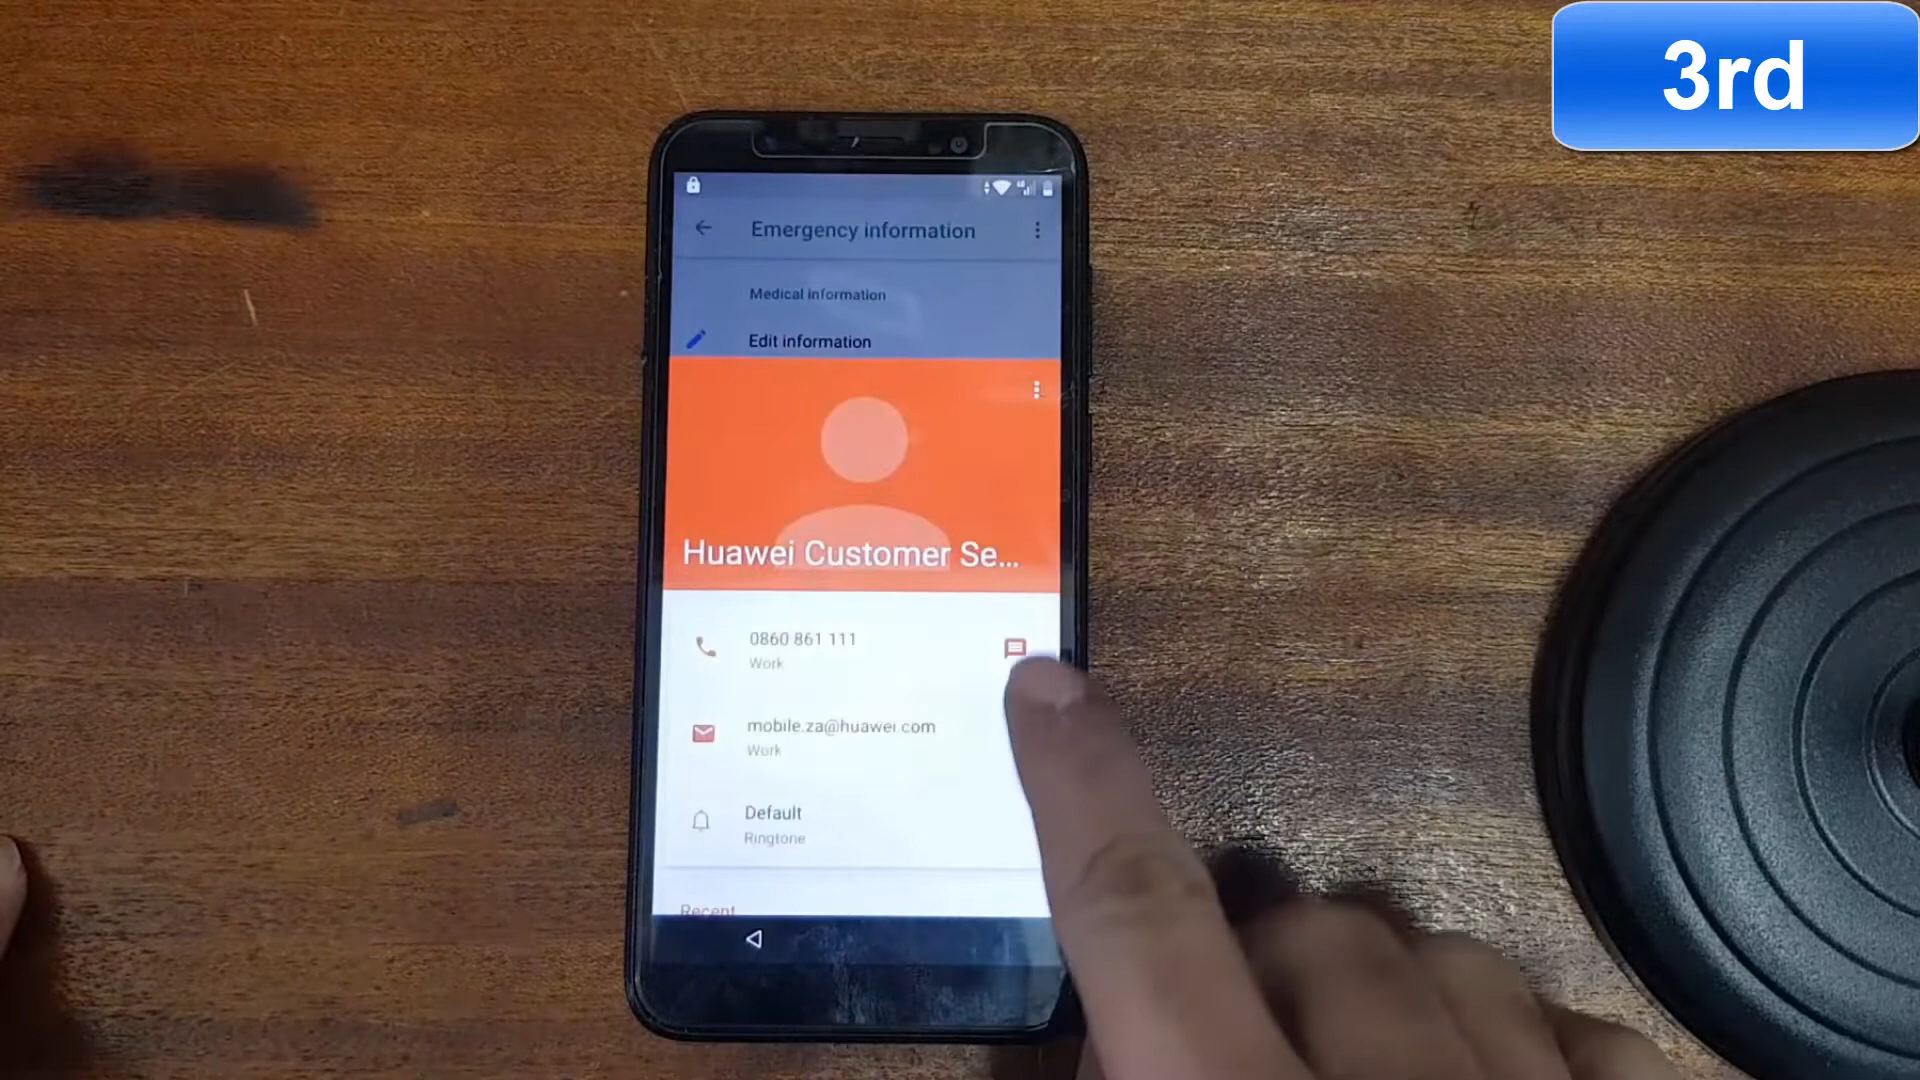 3rd
Emergency information
Medical information
Edit information
Huawei Customer Se...
0860 861 111
Work
mobile.za@huawei.com
Work
Default
Ringtone
Recent